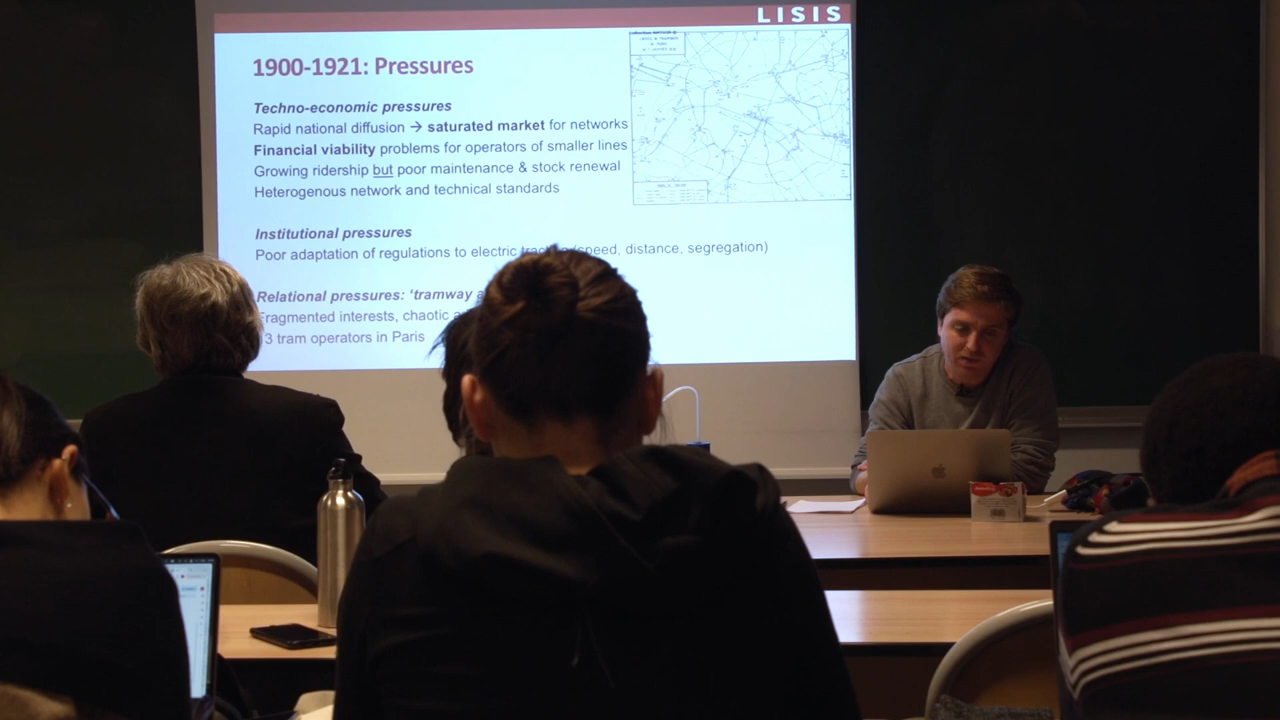 LISIS
1900-1921: Pressures
Techno-economic pressures
Rapid national diffusion → saturated market for networks
Financial viability problems for operators of smaller lines
Growing ridership but poor maintenance & stock renewal
Heterogenous network and technical standards
Institutional pressures
Poor adaptation of regulations to electric (speed, distance, segregation)
Relational pressures: ‘tramway
Fragmented interests, chaotic
3 tram operators in Paris